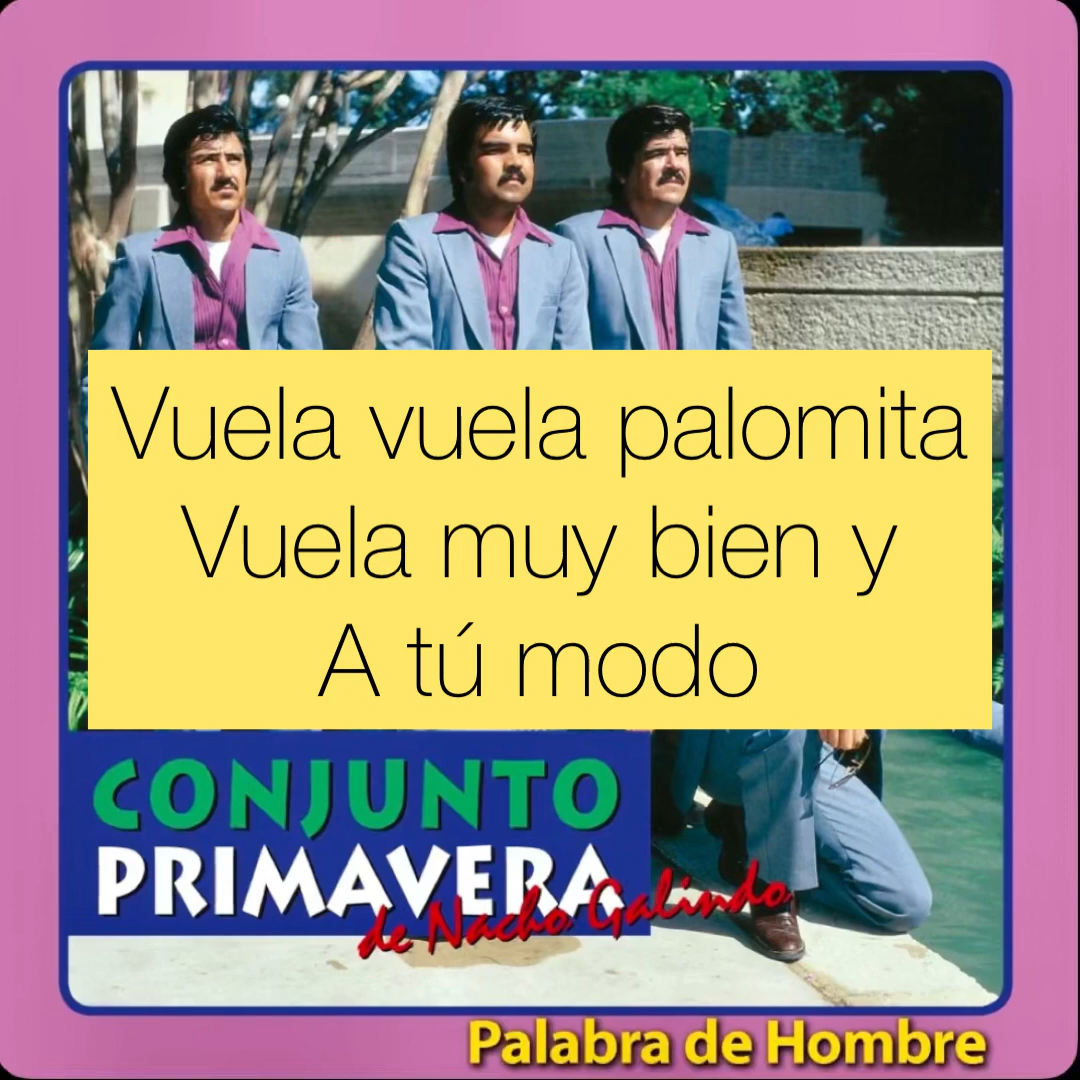 Vuela vuela palomita
Vuela muy bien y
A tú modo
CONJUNTO
PRIMAVERA
de Nacho Galindo
Palabra de Hombre